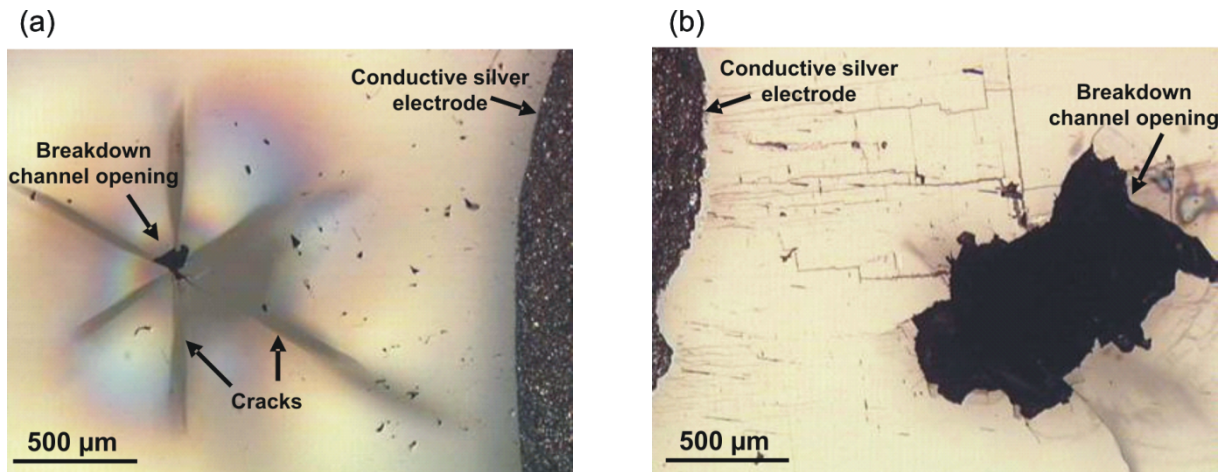 (a)
Conductive silver
electrode
Breakdown
channel opening
Cracks
500 µm
(b)
Conductive silver
electrode
Breakdown
channel opening
500 µm